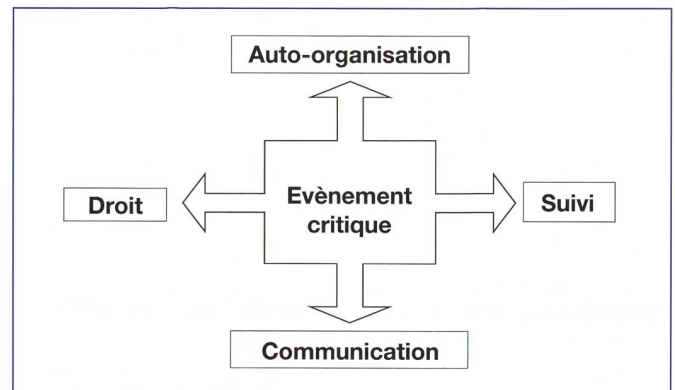 Auto-organisation
Droit
Evènement
critique
Suivi
Communication